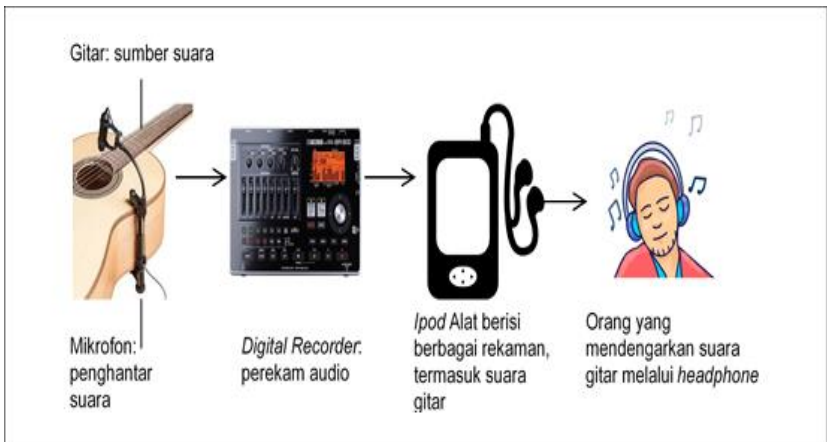 Gitar: sumber suara
Mikrofon:
penghantar
suara
Digital Recorder:
perekam audio
Ipod Alat berisi
berbagai rekaman,
termasuk suara
gitar
Orang yang
mendengarkan suara
gitar melalui headphone